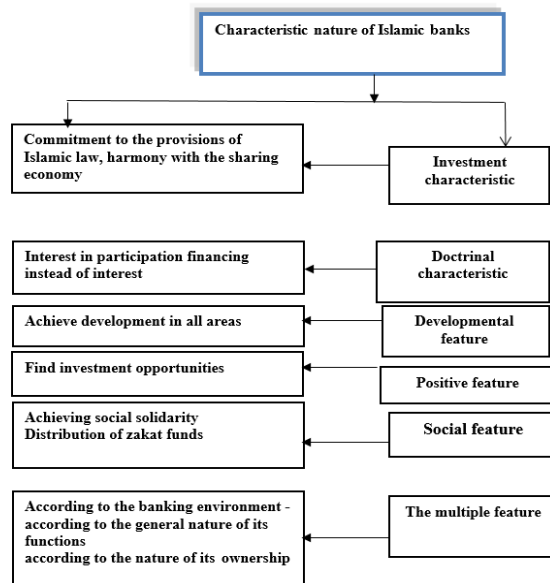 Characteristic nature of Islamic banks
Commitment to the provisions of
Islamic law, harmony with the sharing
economy
Investment
characteristic
Interest in participation financing
instead of interest
Doctrinal
characteristic
Achieve development in all areas
Developmental
feature
Find investment opportunities
Positive feature
Achieving social solidarity
Distribution of zakat funds
Social feature
According to the banking environment -
according to the general nature of its
functions
according to the nature of its ownership
The multiple feature